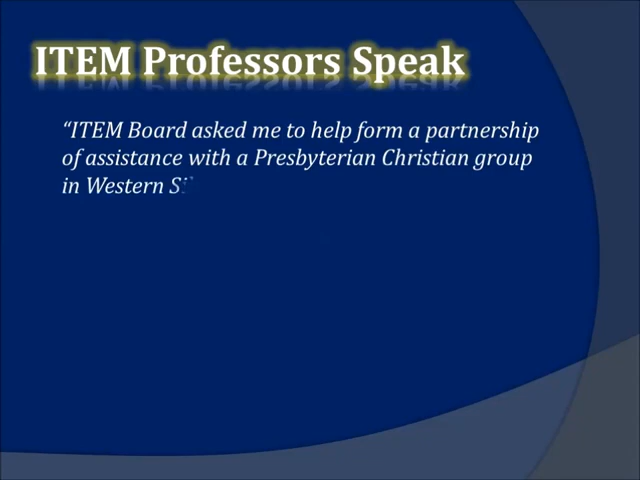 ITEM Professors Speak
“ITEM Board asked me to help form a partnership
of assistance with a Presbyterian Christian group
in Western